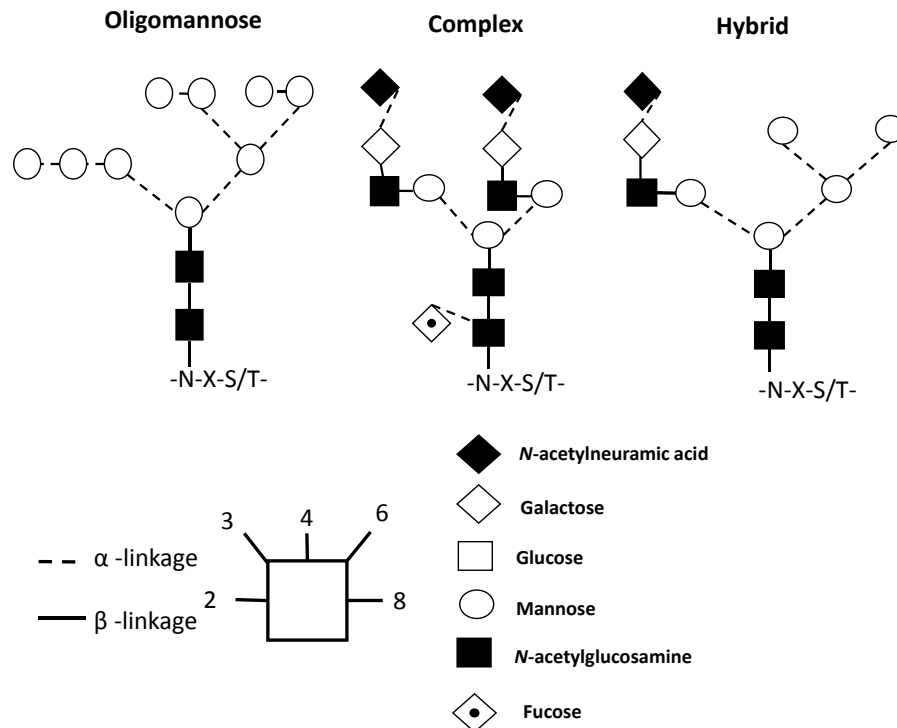 Oligomannose
Complex
Hybrid
-N-X-S/T-
-N-X-S/T-
-N-X-S/T-
α -linkage
β -linkage
3
4
6
2
8
N-acetylneuramic acid
Galactose
Glucose
Mannose
N-acetylglucosamine
Fucose